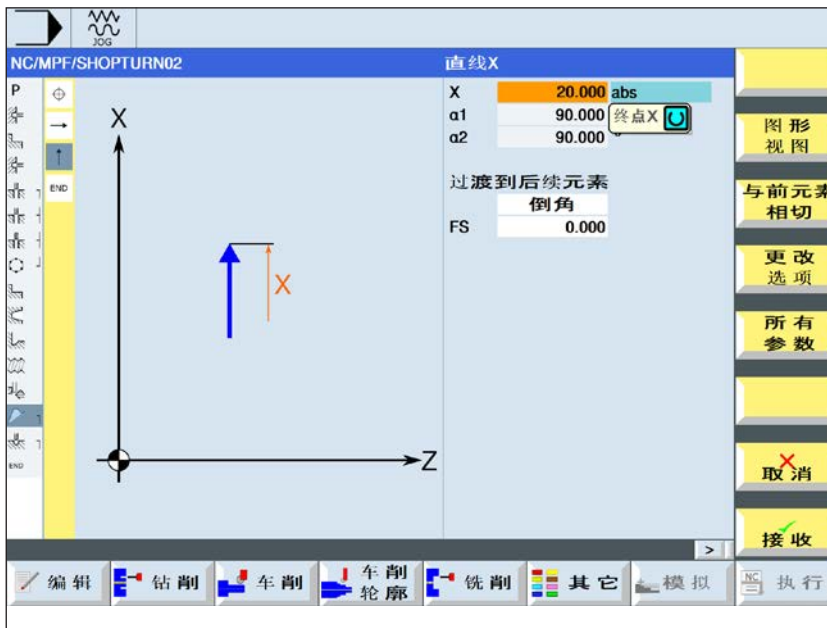 JOG
NC/MPF/SHOPTURN02
直线X
P
END
END
X
Z
X
X 20.000 abs
α1 90.000
终点X
α2 90.000 °
过渡到后续元素
倒角
FS 0.000
图形
视图
与前元素
相切
更改
选项
所有
参数
取消
接收
>
编辑
钻削
车削
车削
轮廓
铣削
其它
模拟
NC
执行